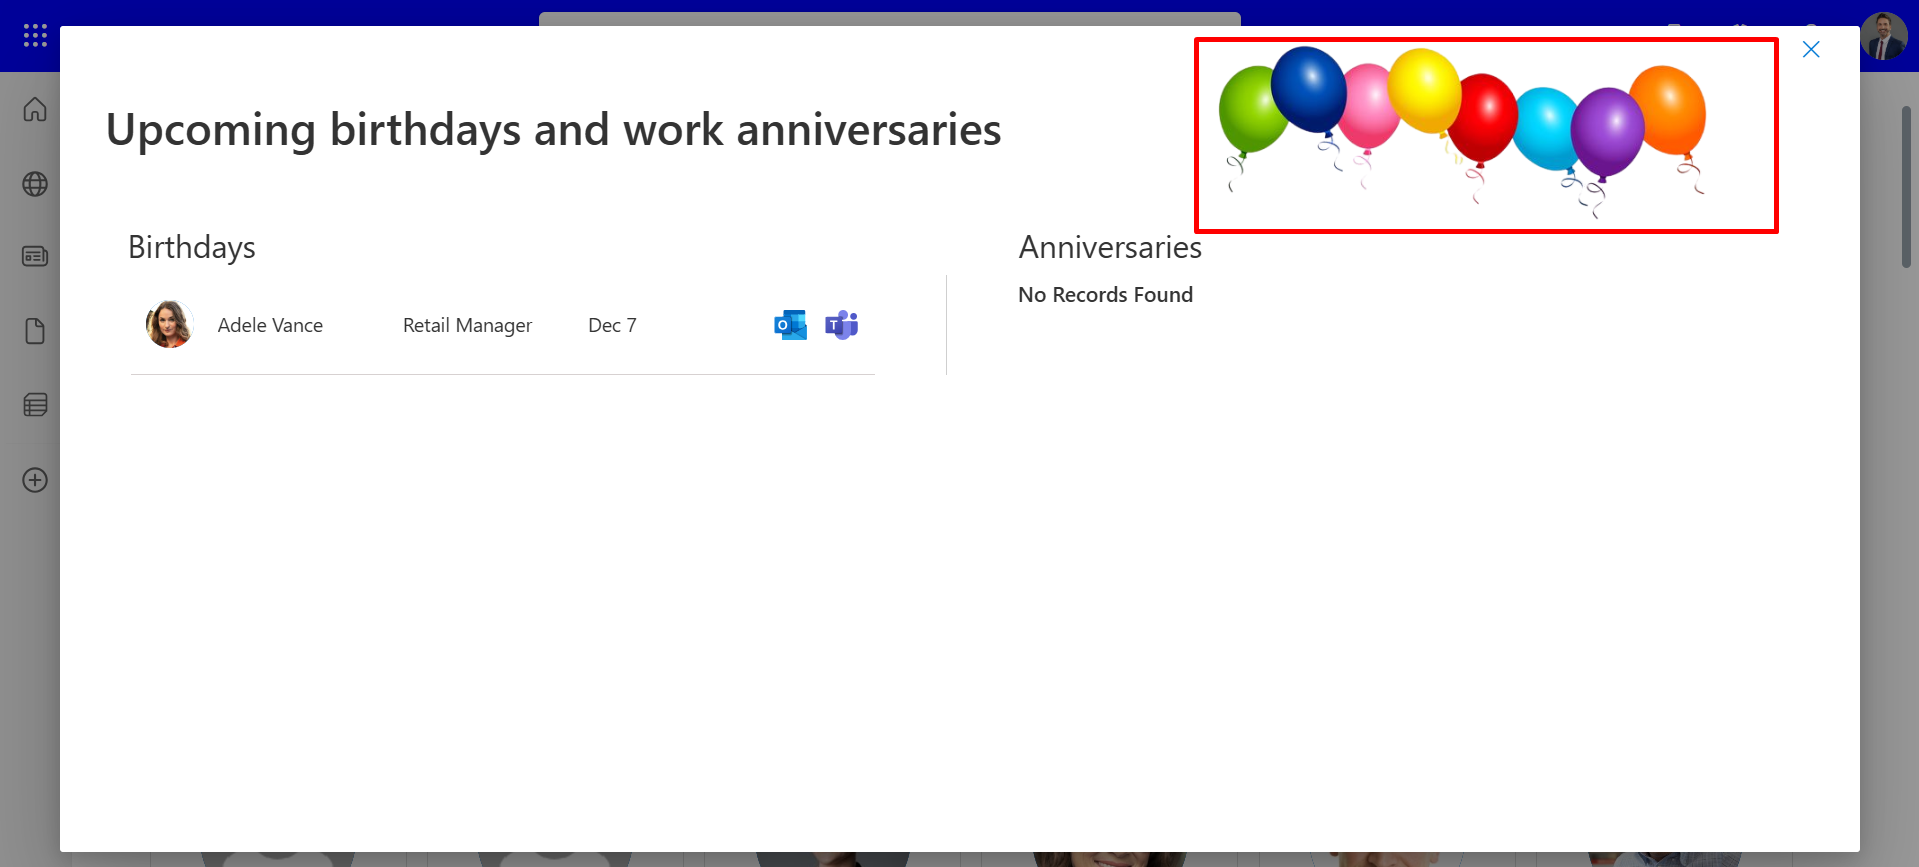 Upcoming birthdays and work anniversaries
Birthdays
Adele Vance Retail Manager Dec 7
O T
Anniversaries
No Records Found